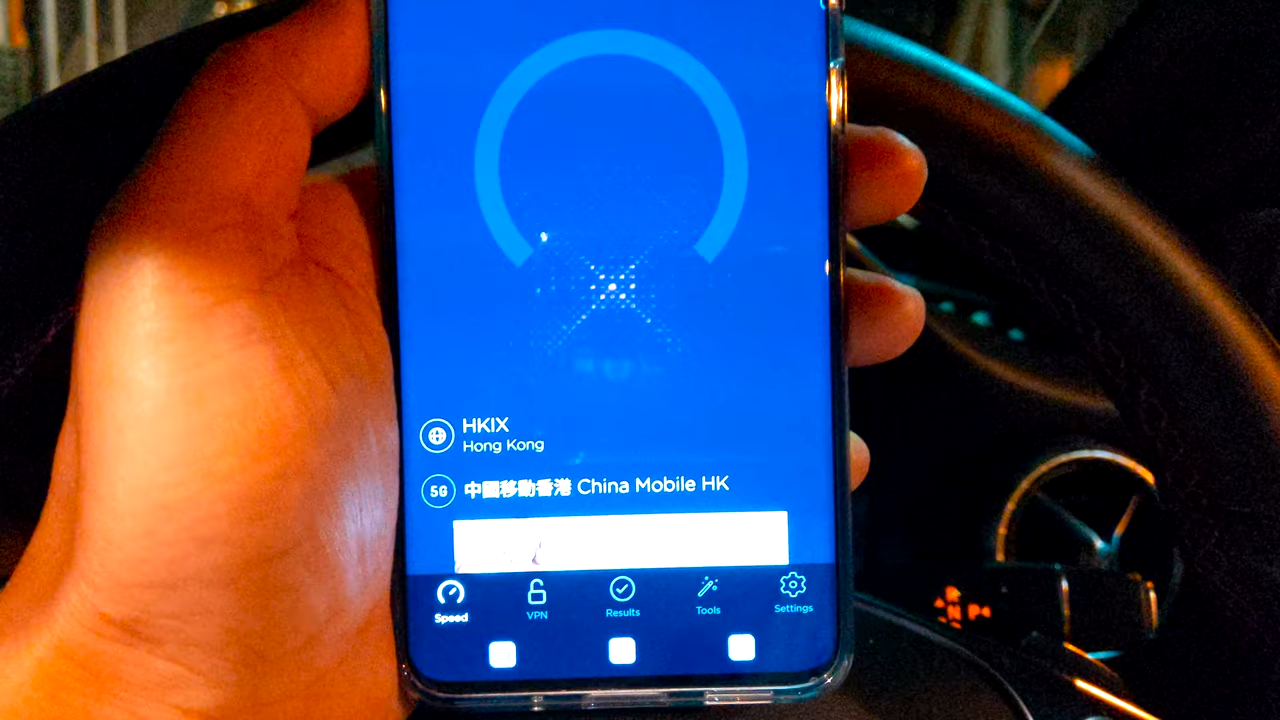 HKIX
Hong Kong
5G 中國移動香港 China Mobile HK
Speed VPN Results Tools Settings
R
N P